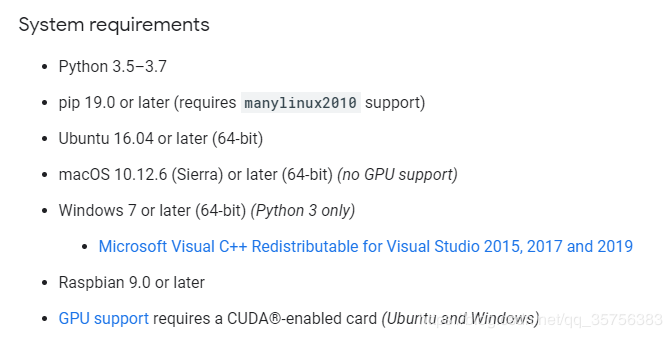 System requirements
Python 3.5–3.7
pip 19.0 or later (requires manylinux2010 support)
Ubuntu 16.04 or later (64-bit)
macOS 10.12.6 (Sierra) or later (64-bit) (no GPU support)
Windows 7 or later (64-bit) (Python 3 only)
Microsoft Visual C++ Redistributable for Visual Studio 2015, 2017 and 2019
Raspbian 9.0 or later
GPU support requires a CUDA®-enabled card (Ubuntu and Windows)
net/qq_35756383